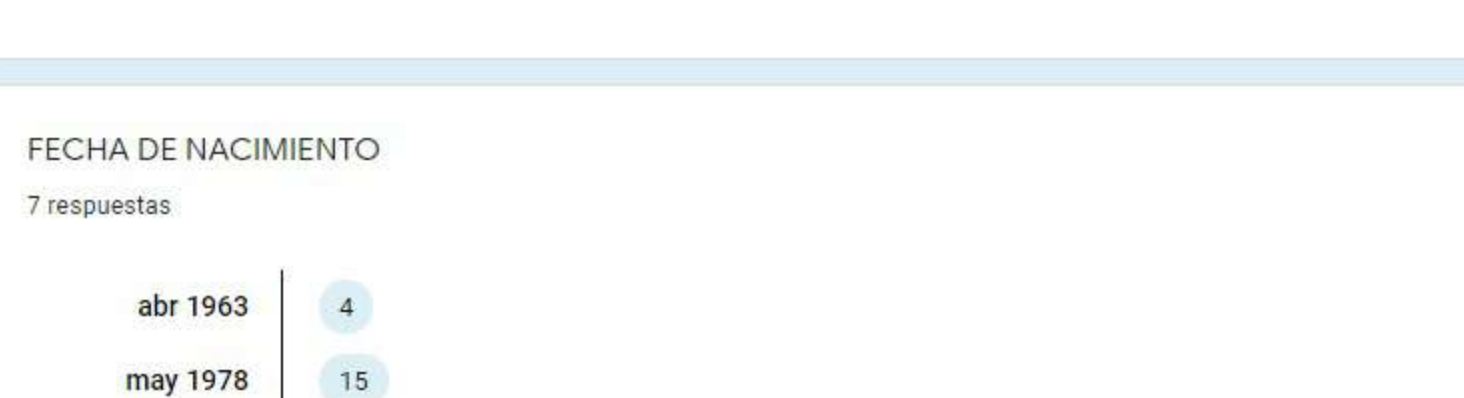 FECHA DE NACIMIENTO
7 respuestas
abr 1963 4
may 1978 15